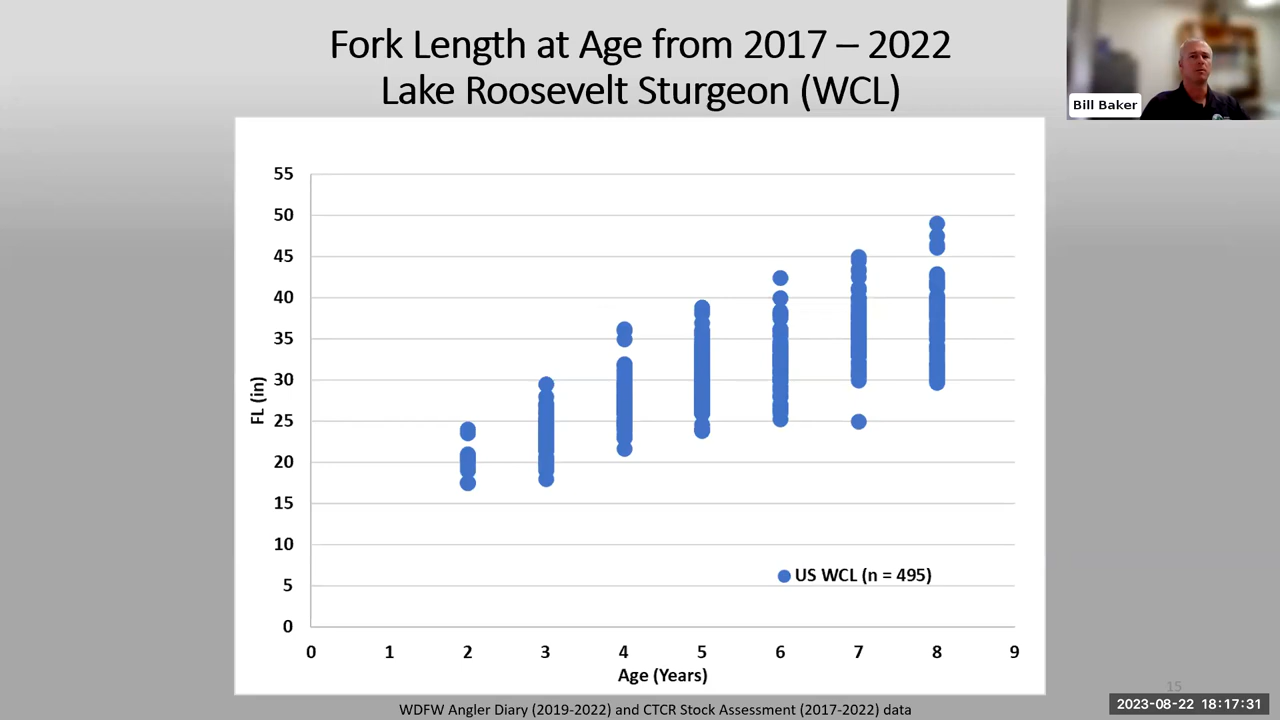 Fork Length at Age from 2017 – 2022
Lake Roosevelt Sturgeon (WCL)
Bill Baker
55
50
45
40
35
30
25
20
15
10
5
0
FL (in)
US WCL (n = 495)
0 1 2 3 4 5 6 7 8 9
Age (Years)
WDFW Angler Diary (2019-2022) and CTCR Stock Assessment (2017-2022) data
15
2023-08-22 18:17:31